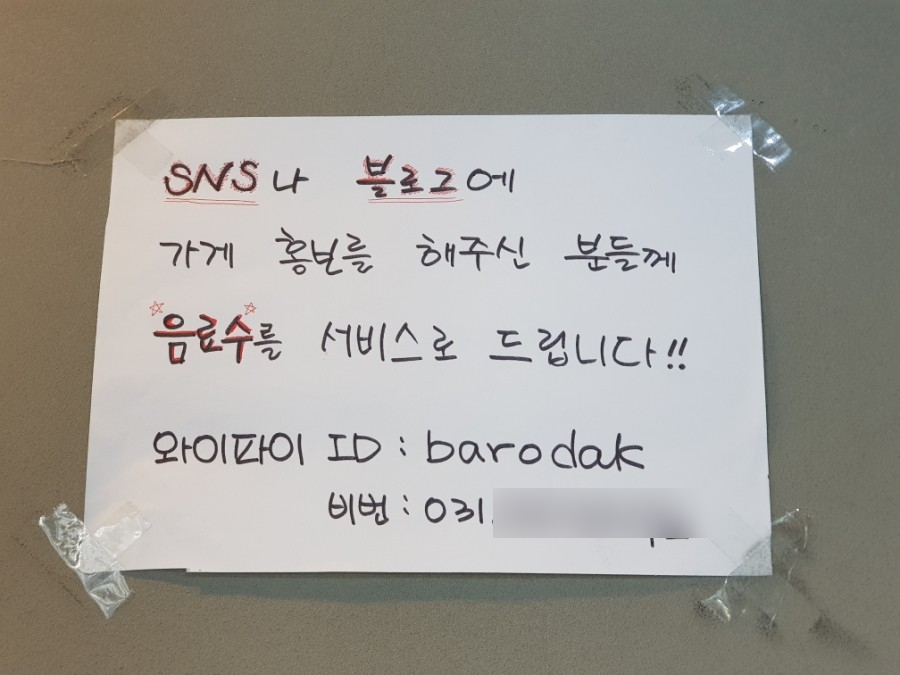 SNS나 블로그에
가게 홍보를 해주신 분들께
☆음료수☆를 서비스로 드립니다!!
와이파이 ID : barodak
비번 : 031.